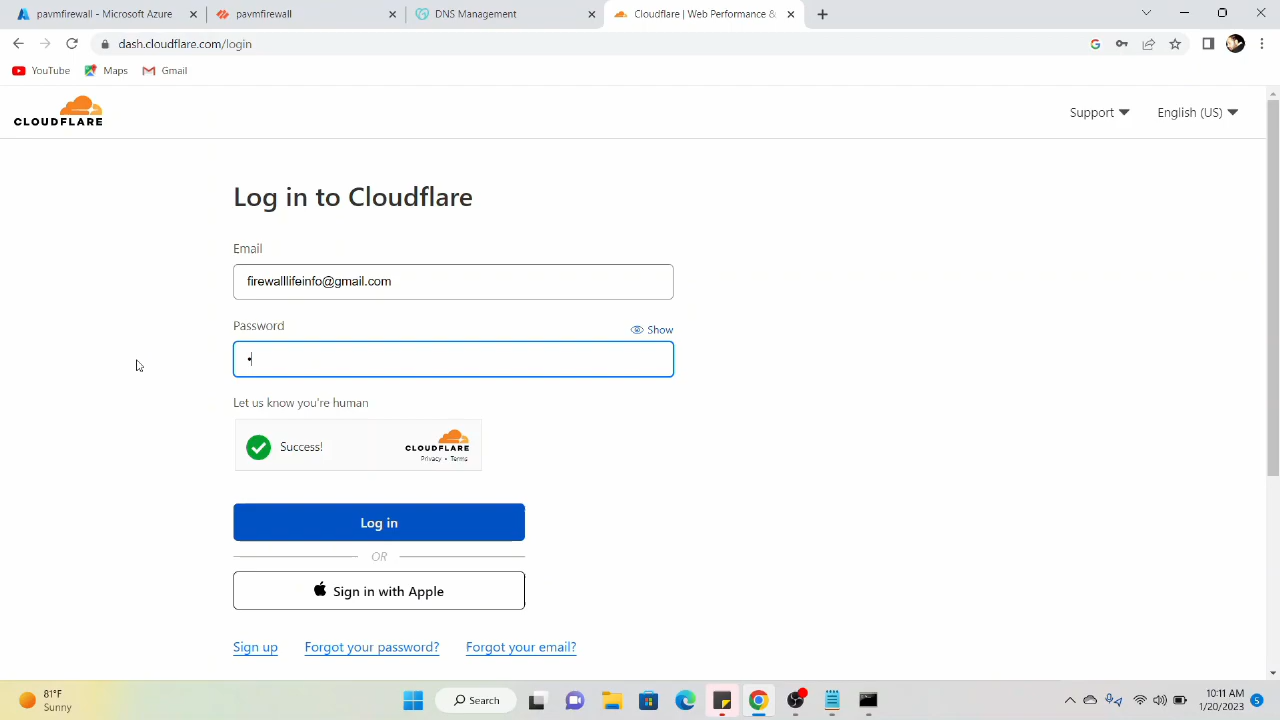 pavmfirewall - Microsoft Azure
pavmfirewall
DNS Management
Cloudflare | Web Performance &
dash.cloudflare.com/login
YouTube
Maps
Gmail
CLOUDFLARE
Support
English (US)
Log in to Cloudflare
Email
firewalllifeinfo@gmail.com
Password
Show
•
Let us know you're human
Success!
CLOUDFLARE
Privacy • Terms
Log in
OR
Sign in with Apple
Sign up
Forgot your password?
Forgot your email?
81°F
Sunny
Search
10:11 AM
1/20/2023
5